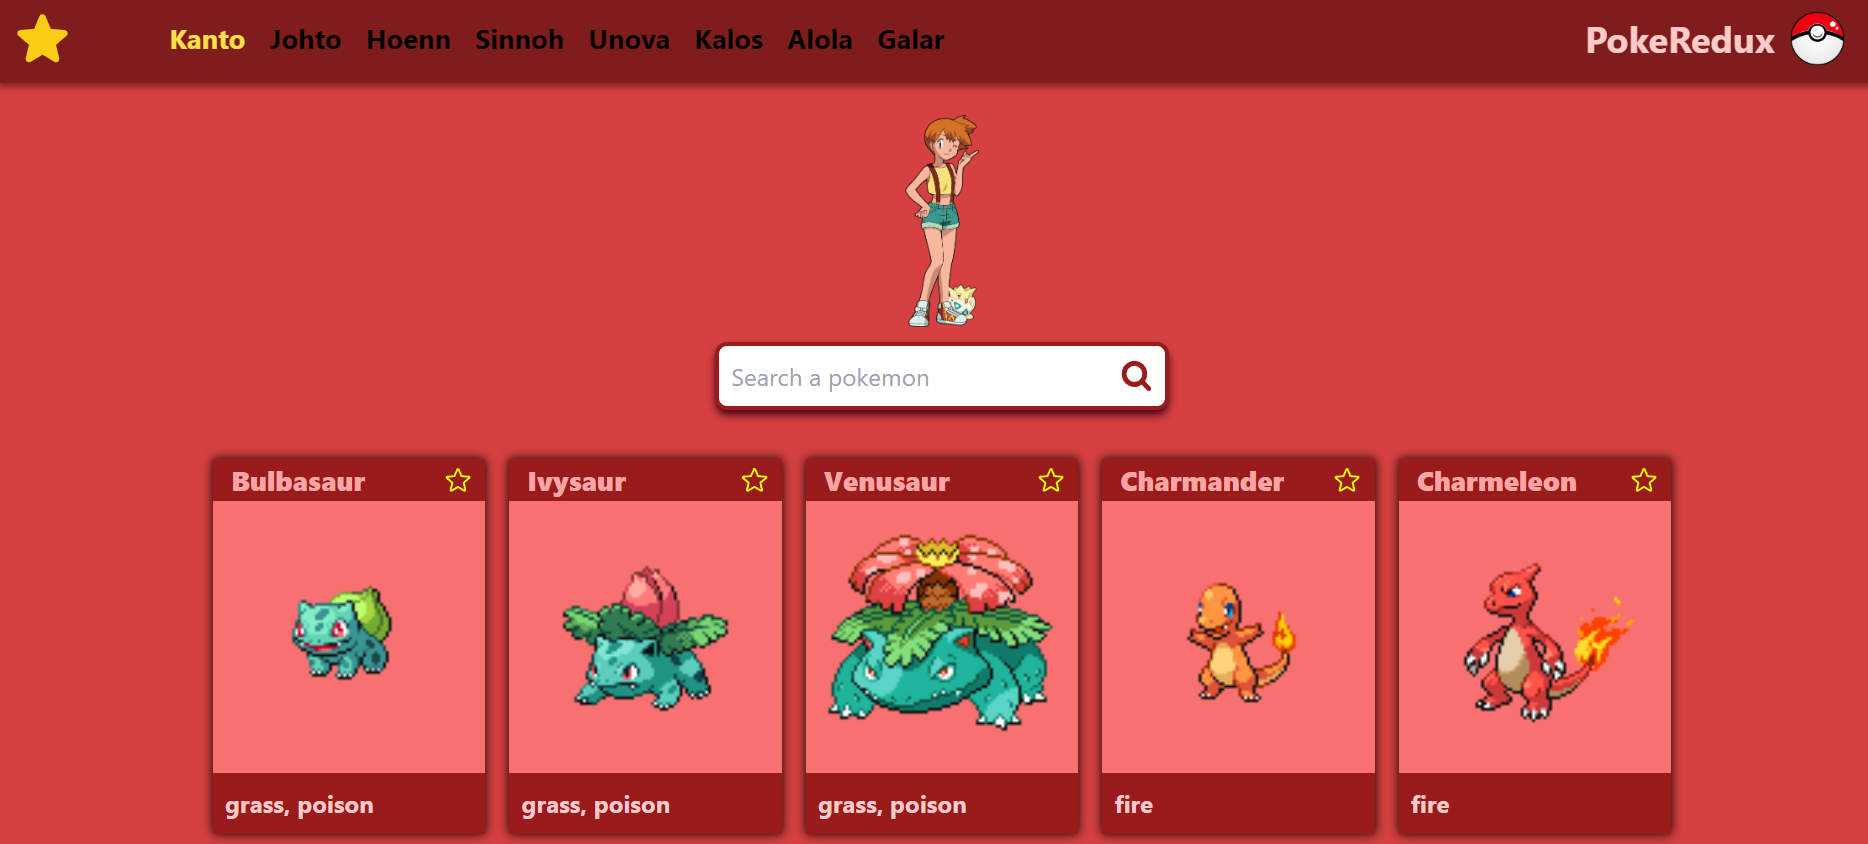 Kanto Johto Hoenn Sinnoh Unova Kalos Alola Galar PokeRedux
Search a pokemon
Bulbasaur Ivysaur Venusaur Charmander Charmeleon
grass, poison grass, poison grass, poison fire fire